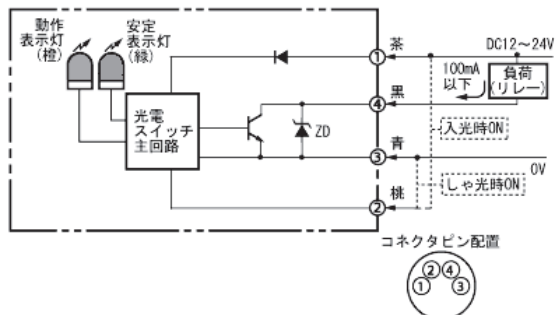 動作
表示灯
(橙)
安定
表示灯
(緑)
光電
スイッチ
主回路
ZD
① 茶
④ 黒
③ 青
② 桃
DC12～24V
100mA
以下
負荷
(リレー)
入光時ON
0V
しゃ光時ON
コネクタピン配置
② ④
① ③